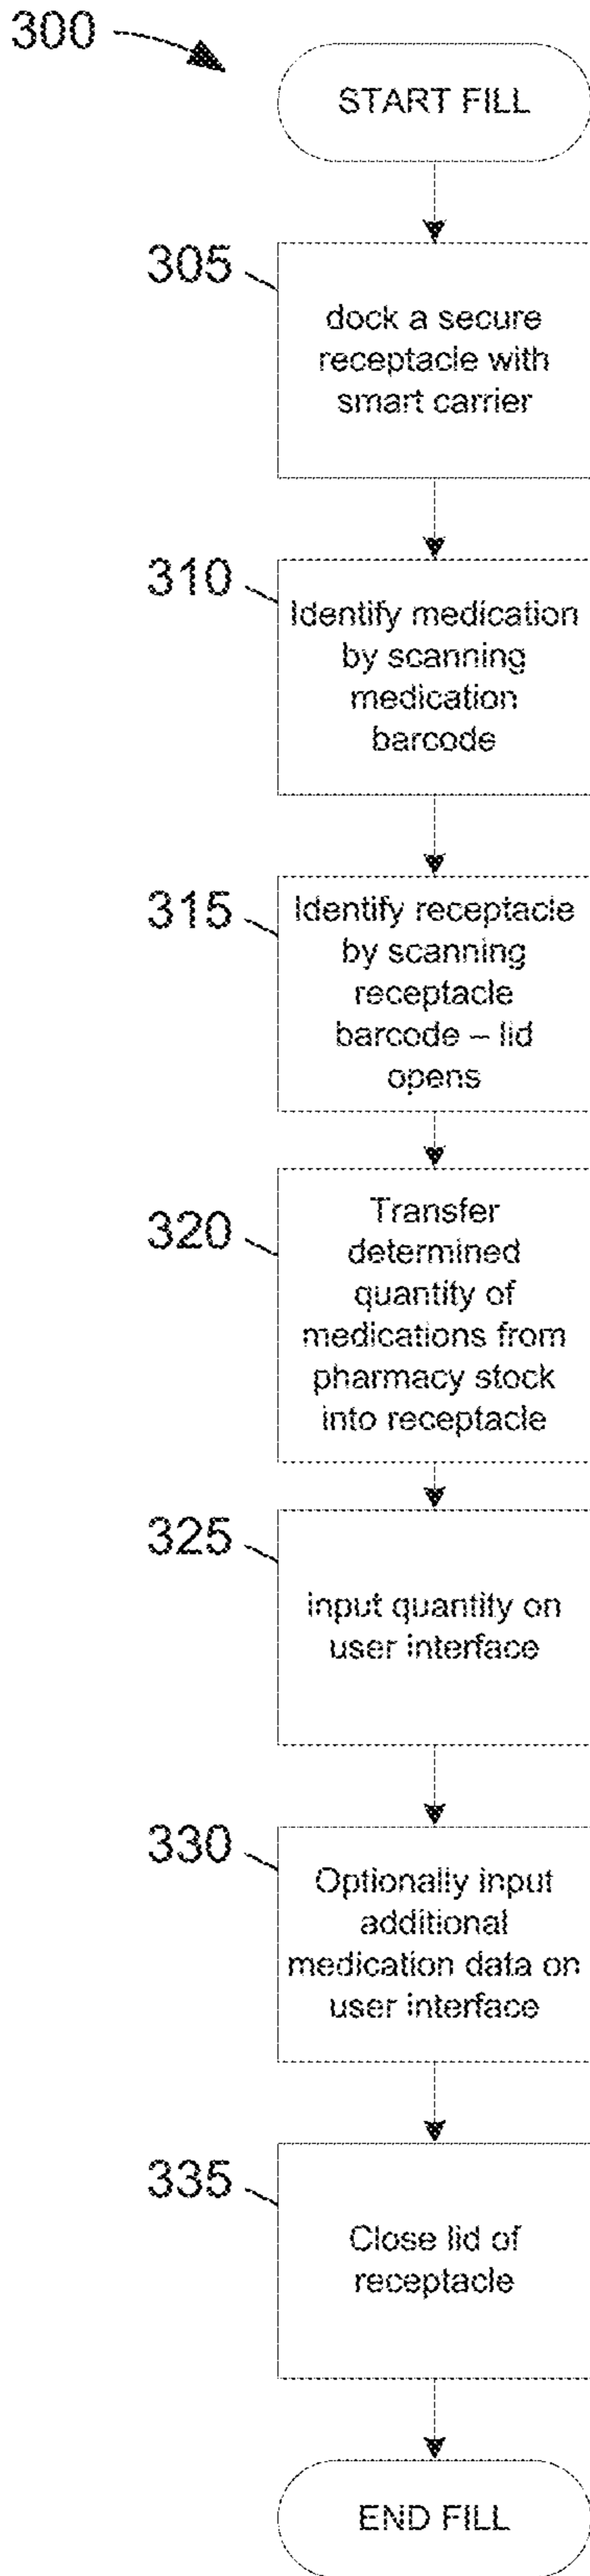 300
START FILL
305
dock a secure
receptacle with
smart carrier
310
Identify medication
by scanning
medication
barcode
315
Identify receptacle
by scanning
receptacle
barcode – lid
opens
320
Transfer
determined
quantity of
medications from
pharmacy stock
into receptacle
325
input quantity on
user interface
330
Optionally input
additional
medication data on
user interface
335
Close lid of
receptacle
END FILL